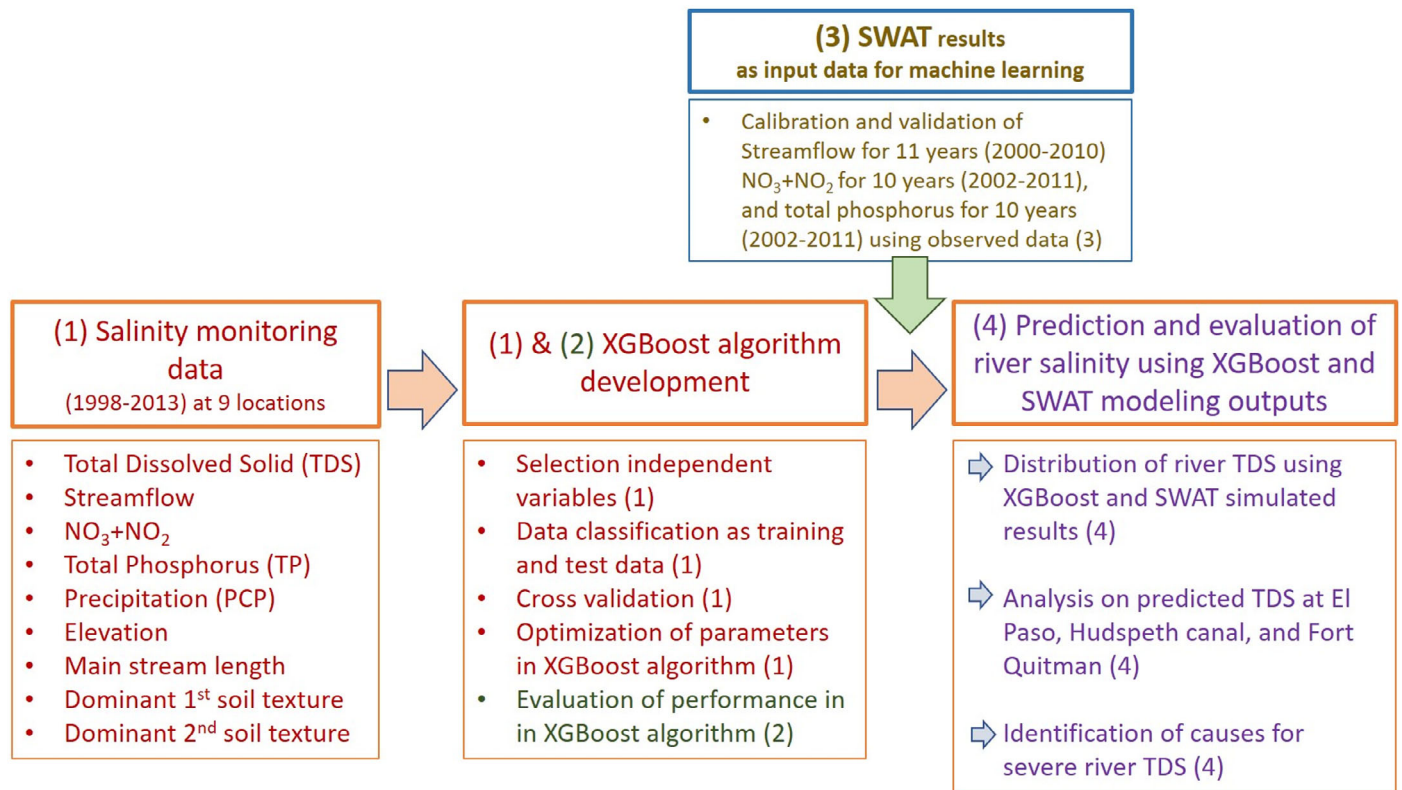 (3) SWAT results
as input data for machine learning
• Calibration and validation of
Streamflow for 11 years (2000-2010)
NO₃+NO₂ for 10 years (2002-2011),
and total phosphorus for 10 years
(2002-2011) using observed data (3)
(1) Salinity monitoring
data
(1998-2013) at 9 locations
• Total Dissolved Solid (TDS)
• Streamflow
• NO₃+NO₂
• Total Phosphorus (TP)
• Precipitation (PCP)
• Elevation
• Main stream length
• Dominant 1st soil texture
• Dominant 2nd soil texture
(1) & (2) XGBoost algorithm
development
• Selection independent
variables (1)
• Data classification as training
and test data (1)
• Cross validation (1)
• Optimization of parameters
in XGBoost algorithm (1)
• Evaluation of performance in
in XGBoost algorithm (2)
(4) Prediction and evaluation of
river salinity using XGBoost and
SWAT modeling outputs
Distribution of river TDS using
XGBoost and SWAT simulated
results (4)
Analysis on predicted TDS at El
Paso, Hudspeth canal, and Fort
Quitman (4)
Identification of causes for
severe river TDS (4)